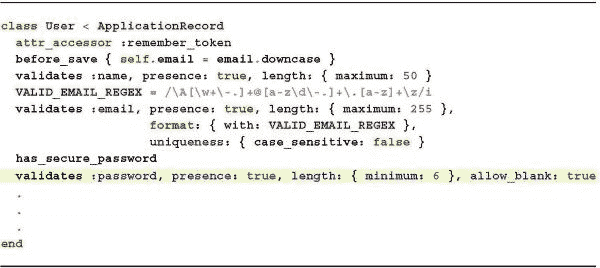 class User < ApplicationRecord
attr_accessor :remember_token
before_save { self.email = email.downcase }
validates :name, presence: true, length: { maximum: 50 }
VALID_EMAIL_REGEX = /\A[\w+\-.]+@[a-z\d\-.]+\.[a-z]+\z/i
validates :email, presence: true, length: { maximum: 255 },
format: { with: VALID_EMAIL_REGEX },
uniqueness: { case_sensitive: false }
has_secure_password
validates :password, presence: true, length: { minimum: 6 }, allow_blank: true
.
.
.
end